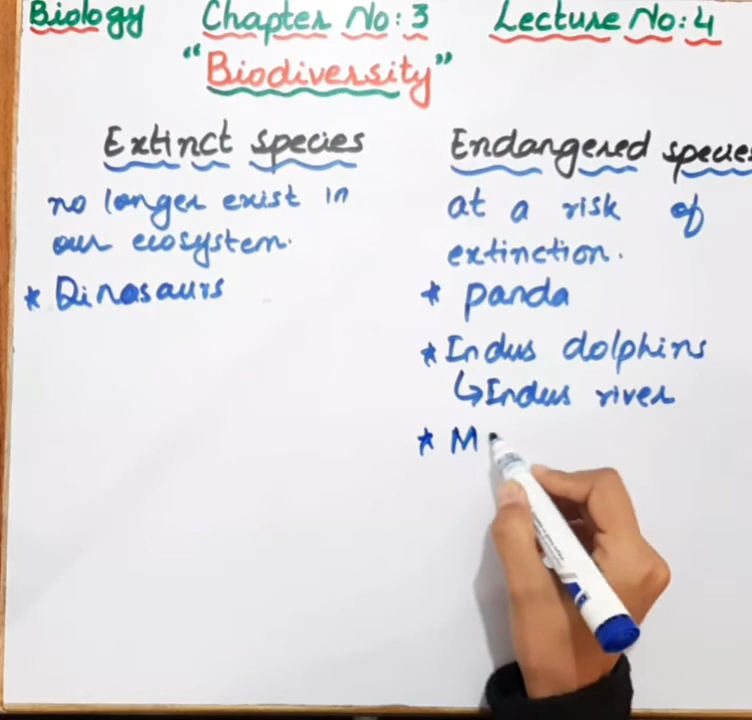 Biology Chapter No: 3 Lecture No: 4
"Biodiversity"
Extinct species
no longer exist in
our ecosystem.
* Dinasaurs
Endangered species
at a risk of
extinction.
* panda
* Indus dolphins
↳ Indus river
* M